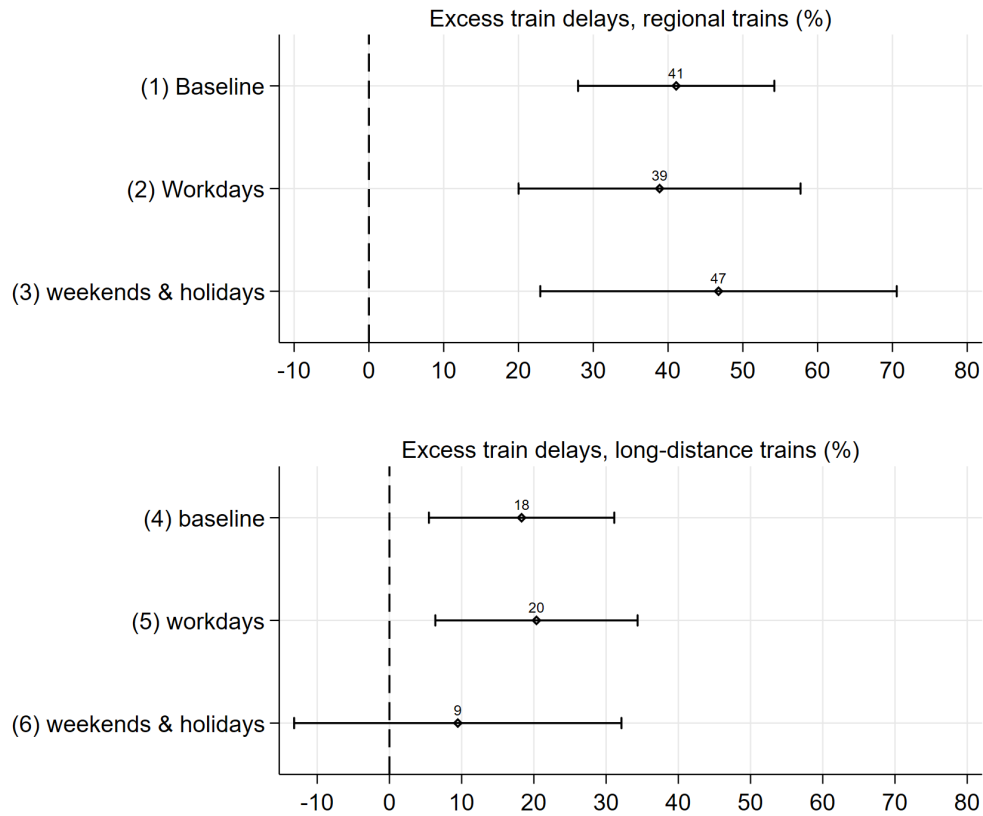 Excess train delays, regional trains (%)
41
(1) Baseline
39
(2) Workdays
47
(3) weekends & holidays
-10 0 10 20 30 40 50 60 70 80
Excess train delays, long-distance trains (%)
18
(4) baseline
20
(5) workdays
9
(6) weekends & holidays
-10 0 10 20 30 40 50 60 70 80